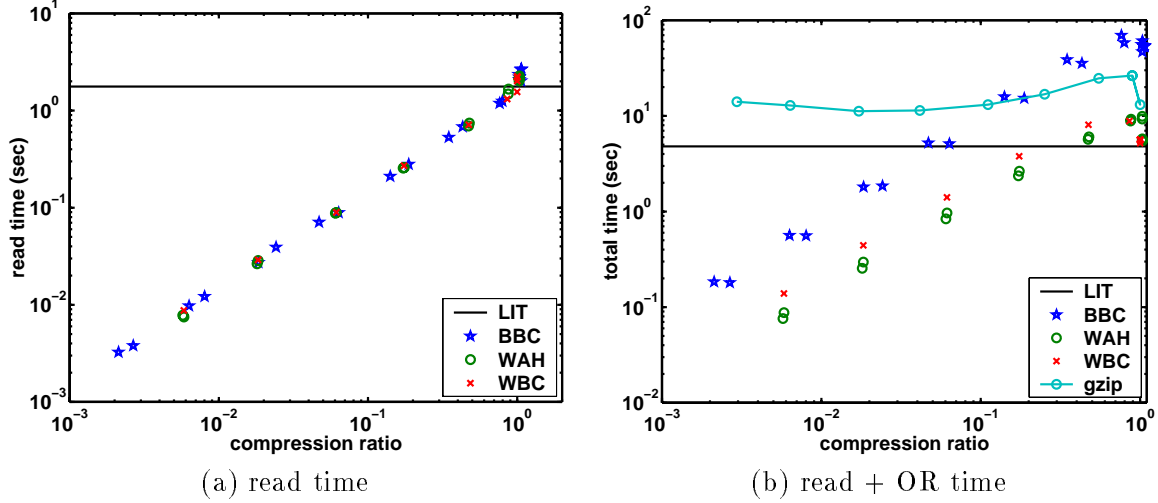 10^1
10^0
10^-1
10^-2
10^-3
read time (sec)
LIT
BBC
WAH
WBC
10^-3
10^-2
10^-1
10^0
compression ratio
(a) read time
10^2
10^1
10^0
10^-1
10^-2
total time (sec)
LIT
BBC
WAH
WBC
gzip
10^-3
10^-2
10^-1
10^0
compression ratio
(b) read + OR time